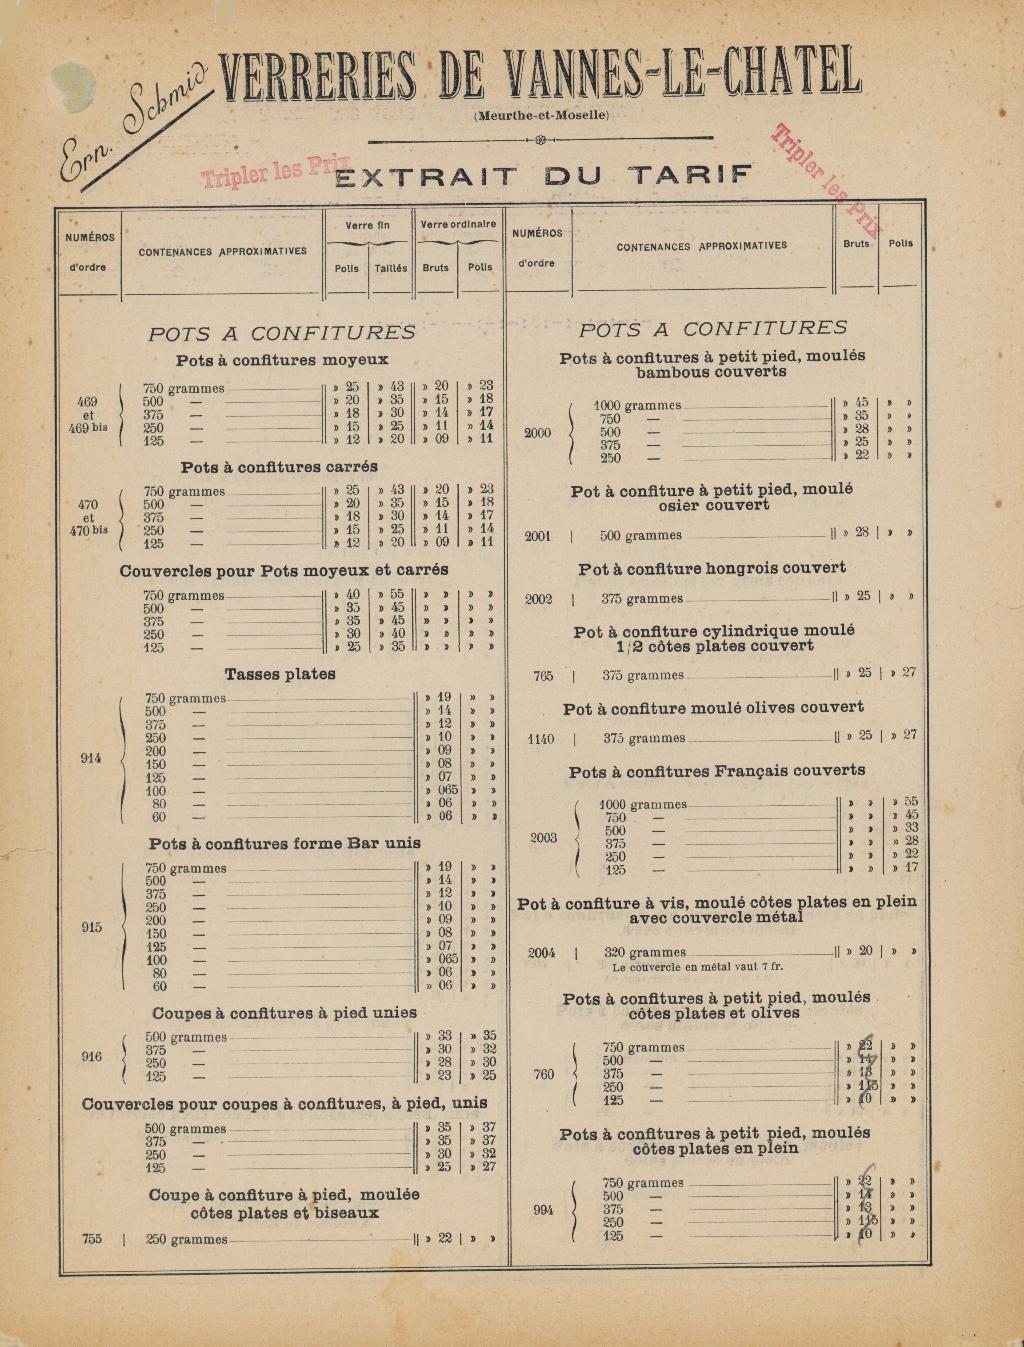 Ern. Schmid
VERRERIES DE VANNES-LE-CHATEL
(Meurthe-et-Moselle)
Tripler les Prix
Tripler les Prix
EXTRAIT DU TARIF
NUMÉROS d'ordre | CONTENANCES APPROXIMATIVES | Verre fin Polis | Taillés | Verre ordinaire Bruts | Polis
POTS A CONFITURES
Pots à confitures moyeux
469 et 469 bis
750 grammes » 25 » 43 » 20 » 23
500 — » 20 » 35 » 15 » 18
375 — » 18 » 30 » 14 » 17
250 — » 15 » 25 » 11 » 14
125 — » 12 » 20 » 09 » 11
Pots à confitures carrés
470 et 470 bis
750 grammes » 25 » 43 » 20 » 23
500 — » 20 » 35 » 15 » 18
375 — » 18 » 30 » 14 » 17
250 — » 15 » 25 » 11 » 14
125 — » 12 » 20 » 09 » 11
Couvercles pour Pots moyeux et carrés
750 grammes » 40 » 55 » » » »
500 — » 35 » 45 » » » »
375 — » 35 » 45 » » » »
250 — » 30 » 40 » » » »
125 — » 25 » 35 » » » »
Tasses plates
914
750 grammes » 19 » »
500 — » 14 » »
375 — » 12 » »
250 — » 10 » »
200 — » 09 » »
150 — » 08 » »
125 — » 07 » »
100 — » 065 » »
80 — » 06 » »
60 — » 06 » »
Pots à confitures forme Bar unis
915
750 grammes » 19 » »
500 — » 14 » »
375 — » 12 » »
250 — » 10 » »
200 — » 09 » »
150 — » 08 » »
125 — » 07 » »
100 — » 065 » »
80 — » 06 » »
60 — » 06 » »
Coupes à confitures à pied unies
916
500 grammes » 33 » 35
375 — » 30 » 32
250 — » 28 » 30
125 — » 23 » 25
Couvercles pour coupes à confitures, à pied, unis
500 grammes » 35 » 37
375 — » 35 » 37
250 — » 30 » 32
125 — » 25 » 27
Coupe à confiture à pied, moulée
côtes plates et biseaux
755 250 grammes » 22 » »
NUMÉROS d'ordre | CONTENANCES APPROXIMATIVES | Bruts | Polis
POTS A CONFITURES
Pots à confitures à petit pied, moulés
bambous couverts
2000
1000 grammes » 45 » »
750 — » 35 » »
500 — » 28 » »
375 — » 25 » »
250 — » 22 » »
Pot à confiture à petit pied, moulé
osier couvert
2001 500 grammes » 28 » »
Pot à confiture hongrois couvert
2002 375 grammes » 25 » »
Pot à confiture cylindrique moulé
1/2 côtes plates couvert
765 375 grammes » 25 » 27
Pot à confiture moulé olives couvert
1140 375 grammes » 25 » 27
Pots à confitures Français couverts
2003
1000 grammes » » » 55
750 — » » » 45
500 — » » » 33
375 — » » » 28
250 — » » » 22
125 — » » » 17
Pot à confiture à vis, moulé côtes plates en plein
avec couvercle métal
2004 320 grammes » 20 » »
Le couvercle en métal vaut 7 fr.
Pots à confitures à petit pied, moulés
côtes plates et olives
760
750 grammes » 22 » »
500 — » 14 » »
375 — » 13 » »
250 — » 115 » »
125 — » 10 » »
Pots à confitures à petit pied, moulés
côtes plates en plein
994
750 grammes » 22 » »
500 — » 14 » »
375 — » 13 » »
250 — » 115 » »
125 — » 10 » »